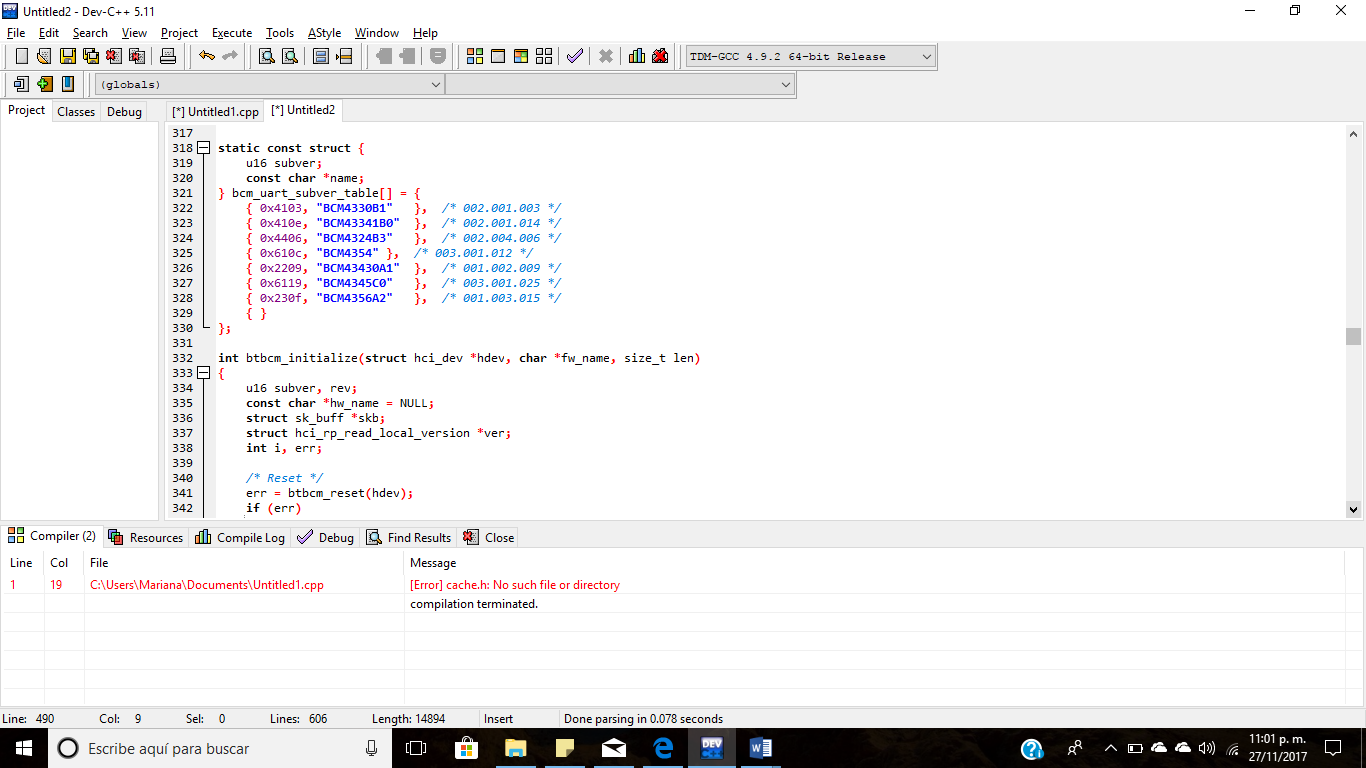 Untitled2 - Dev-C++ 5.11
File Edit Search View Project Execute Tools AStyle Window Help
TDM-GCC 4.9.2 64-bit Release
(globals)
Project Classes Debug [*] Untitled1.cpp [*] Untitled2
317
318 static const struct {
319 u16 subver;
320 const char *name;
321 } bcm_uart_subver_table[] = {
322 { 0x4103, "BCM4330B1" }, /* 002.001.003 */
323 { 0x410e, "BCM43341B0" }, /* 002.001.014 */
324 { 0x4406, "BCM4324B3" }, /* 002.004.006 */
325 { 0x610c, "BCM4354" }, /* 003.001.012 */
326 { 0x2209, "BCM43430A1" }, /* 001.002.009 */
327 { 0x6119, "BCM4345C0" }, /* 003.001.025 */
328 { 0x230f, "BCM4356A2" }, /* 001.003.015 */
329 { }
330 };
331
332 int btbcm_initialize(struct hci_dev *hdev, char *fw_name, size_t len)
333 {
334 u16 subver, rev;
335 const char *hw_name = NULL;
336 struct sk_buff *skb;
337 struct hci_rp_read_local_version *ver;
338 int i, err;
339
340 /* Reset */
341 err = btbcm_reset(hdev);
342 if (err)
Compiler (2) Resources Compile Log Debug Find Results Close
Line Col File Message
1 19 C:\Users\Mariana\Documents\Untitled1.cpp [Error] cache.h: No such file or directory
compilation terminated.
Line: 490 Col: 9 Sel: 0 Lines: 606 Length: 14894 Insert Done parsing in 0.078 seconds
Escribe aquí para buscar
11:01 p. m.
27/11/2017